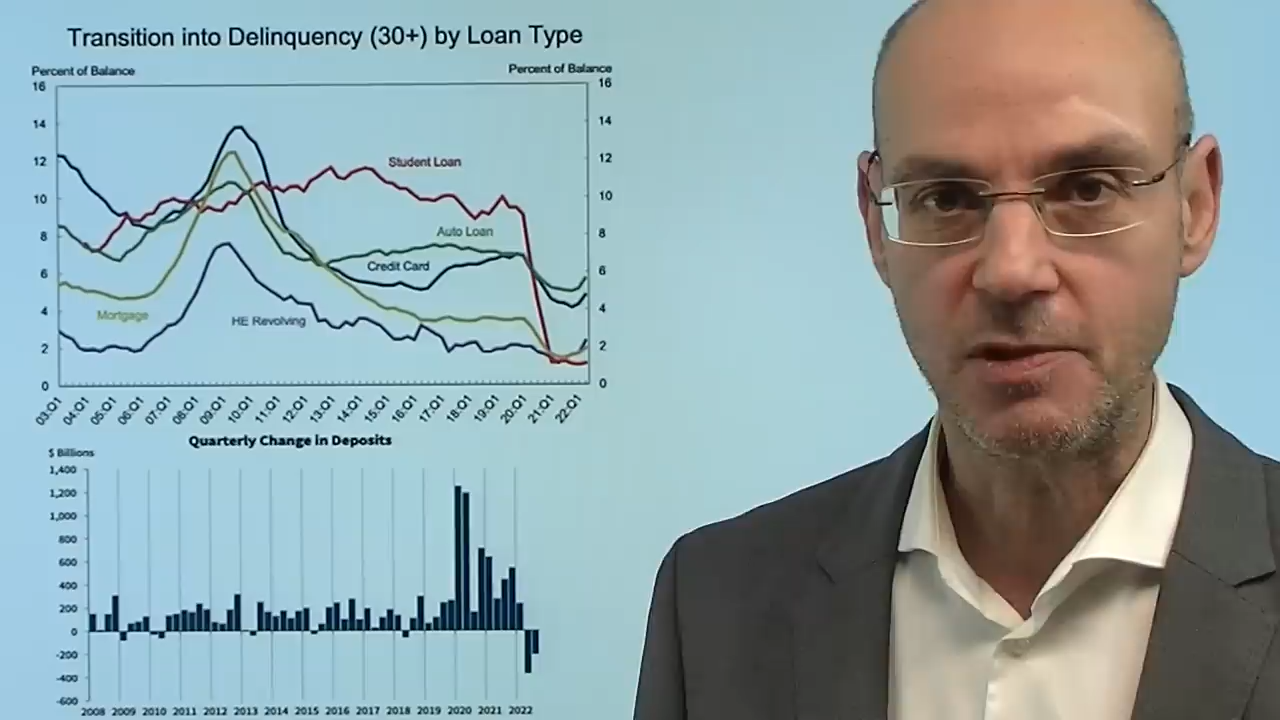 Transition into Delinquency (30+) by Loan Type
Percent of Balance Percent of Balance
16 16
14 14
12 12
Student Loan
10 10
8 8
Auto Loan
Credit Card
6 6
4 4
Mortgage
HE Revolving
2 2
0 0
03:Q1 04:Q1 05:Q1 06:Q1 07:Q1 08:Q1 09:Q1 10:Q1 11:Q1 12:Q1 13:Q1 14:Q1 15:Q1 16:Q1 17:Q1 18:Q1 19:Q1 20:Q1 21:Q1 22:Q1
Quarterly Change in Deposits
$ Billions
1,400
1,200
1,000
800
600
400
200
0
-200
-400
-600
2008 2009 2010 2011 2012 2013 2014 2015 2016 2017 2018 2019 2020 2021 2022